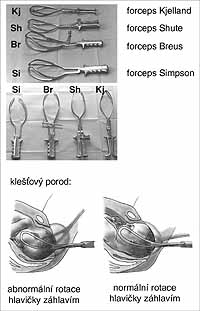 Kj forceps Kjelland
Sh forceps Shute
Br forceps Breus
Si forceps Simpson
Si Br Sh Kj
klešťový porod:
abnormální rotace
hlavičky záhlavím
normální rotace
hlavičky záhlavím